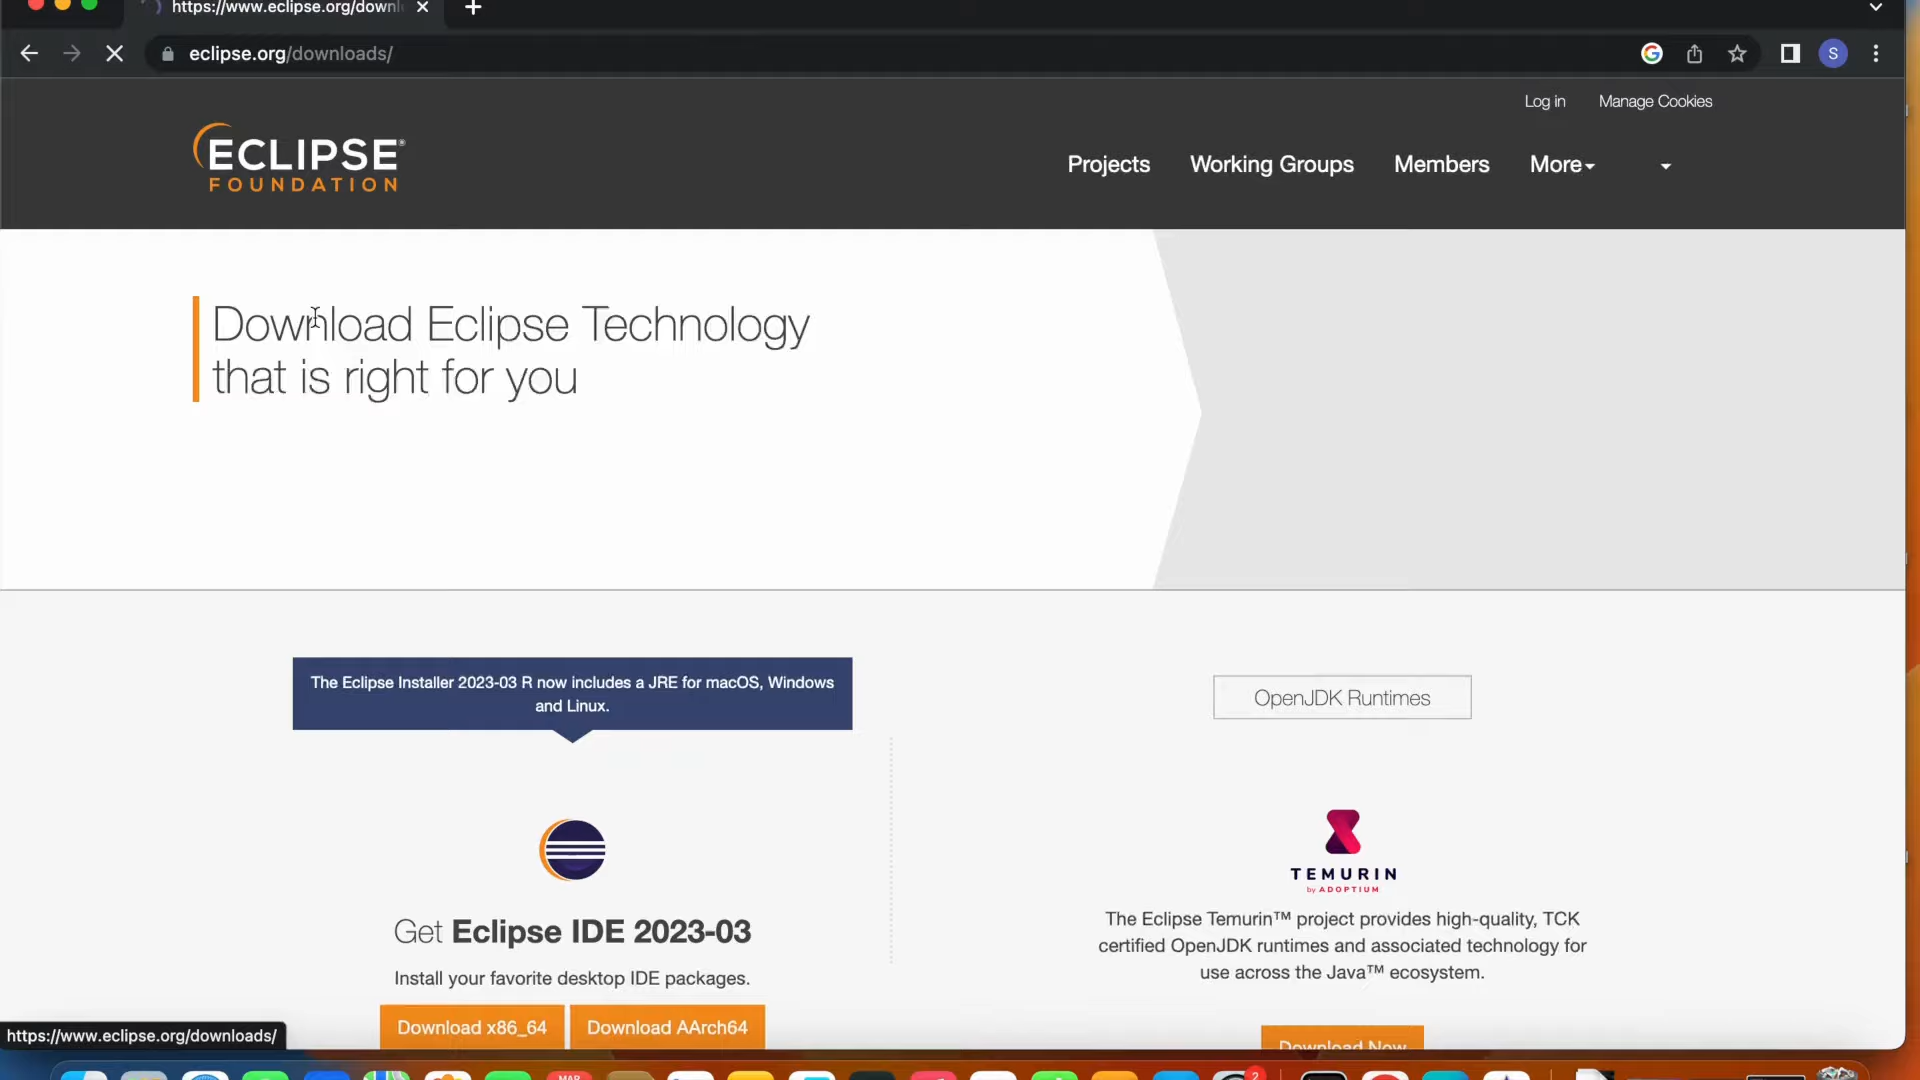 https://www.eclipse.org/downl
eclipse.org/downloads/
S
Log in
Manage Cookies
ECLIPSE®
FOUNDATION
Projects
Working Groups
Members
More
Download Eclipse Technology
that is right for you
The Eclipse Installer 2023-03 R now includes a JRE for macOS, Windows
and Linux.
Get Eclipse IDE 2023-03
Install your favorite desktop IDE packages.
Download x86_64
Download AArch64
OpenJDK Runtimes
TEMURIN
by ADOPTIUM
The Eclipse Temurin™ project provides high-quality, TCK
certified OpenJDK runtimes and associated technology for
use across the Java™ ecosystem.
Download Now
https://www.eclipse.org/downloads/
MAR
2